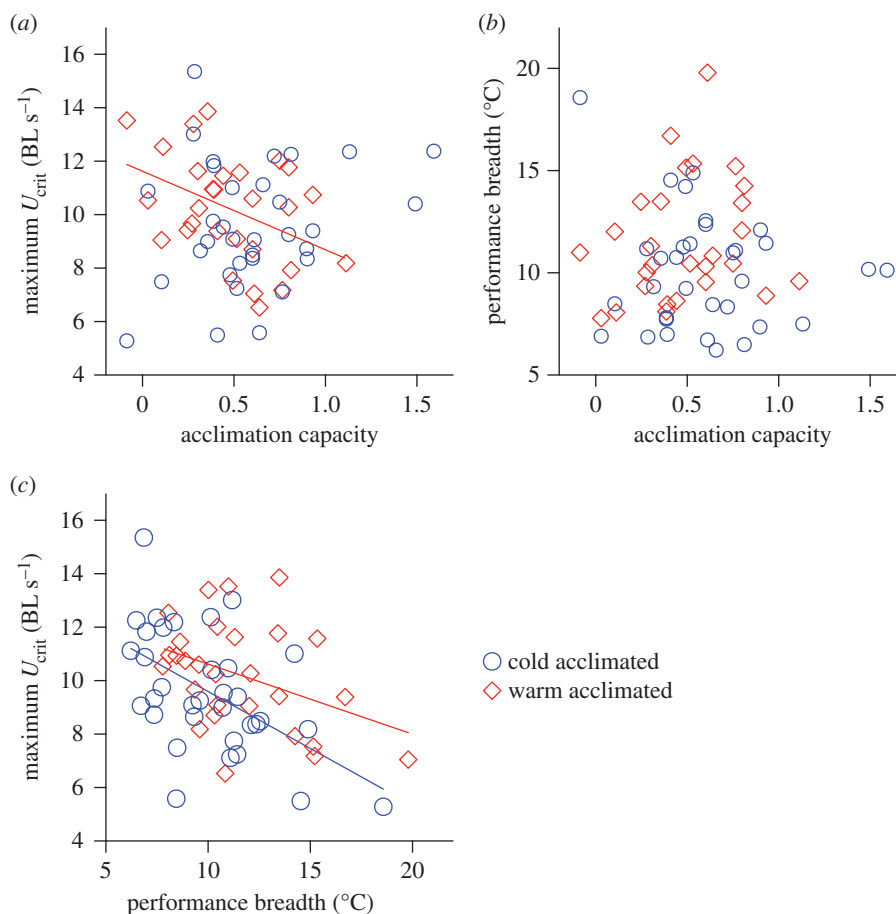 (a)
16
14
12
10
8
6
4
maximum Ucrit (BL s−1)
0 0.5 1.0 1.5
acclimation capacity
(b)
20
15
10
5
performance breadth (°C)
0 0.5 1.0 1.5
acclimation capacity
(c)
16
14
12
10
8
6
4
maximum Ucrit (BL s−1)
5 10 15 20
performance breadth (°C)
cold acclimated
warm acclimated